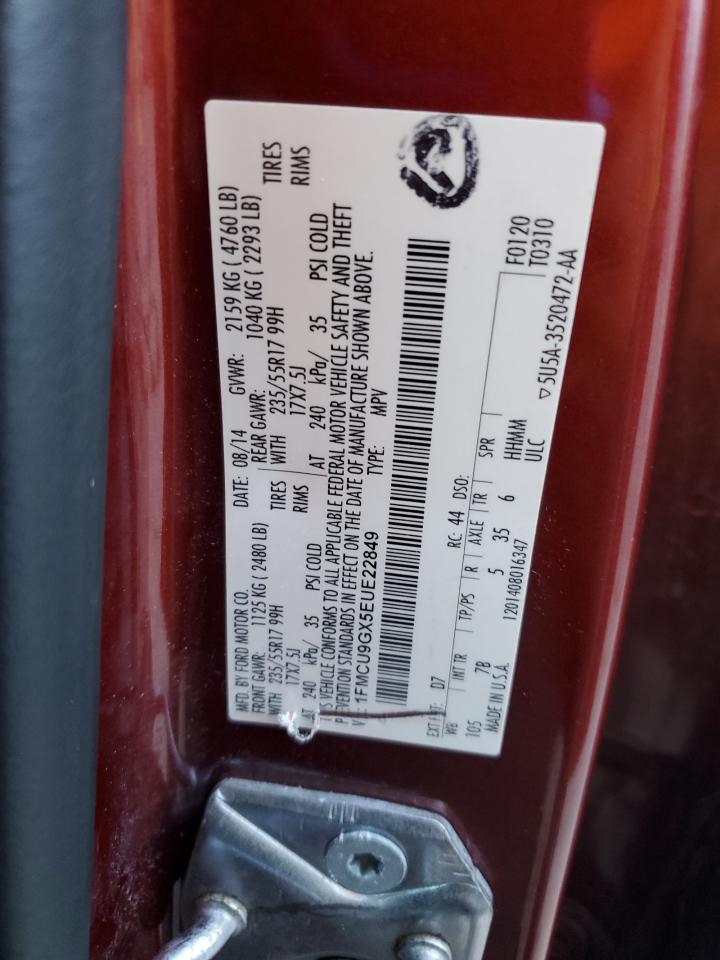 MFD. BY FORD MOTOR CO. DATE: 08/14 GVWR: 2159 KG ( 4760 LB)
FRONT GAWR: 1125 KG ( 2480 LB) REAR GAWR: 1040 KG ( 2293 LB)
WITH 235/55R17 99H TIRES WITH 235/55R17 99H TIRES
17X7.5J RIMS 17X7.5J RIMS
AT 240 kPa/ 35 PSI COLD AT 240 kPa/ 35 PSI COLD
VEHICLE CONFORMS TO ALL APPLICABLE FEDERAL MOTOR VEHICLE SAFETY AND THEFT
PREVENTION STANDARDS IN EFFECT ON THE DATE OF MANUFACTURE SHOWN ABOVE.
1FMCU9GX5EUE22849 TYPE: MPV
EXT D7 RC: 44 DSO: F0120
WB INT TR TP/PS R AXLE TR SPR T0310
105 7B 5 35 6 HHMM
MADE IN U.S.A. 1201408016347 ULC ▽5U5A-3520472-AA